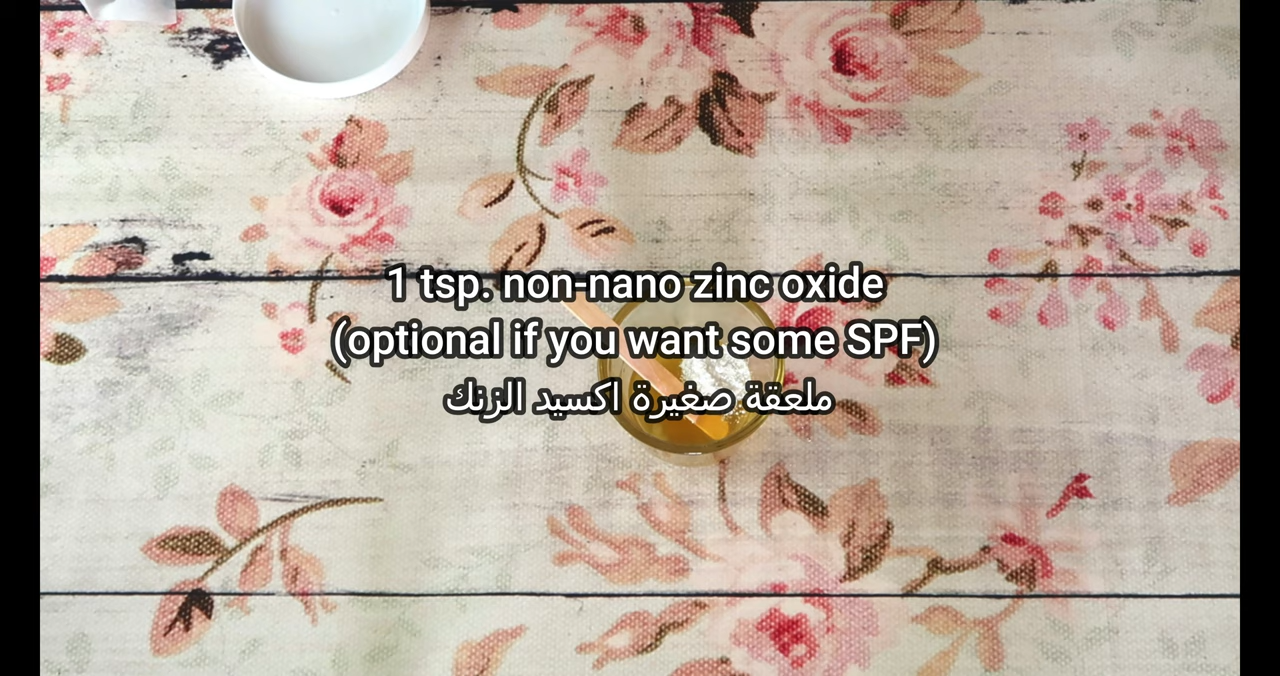 1 tsp. non-nano zinc oxide
(optional if you want some SPF)
ملعقة صغيرة اكسيد الزنك